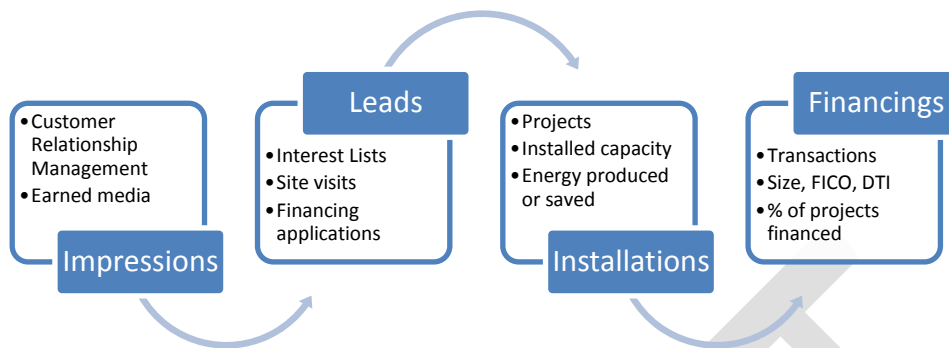 •Customer
Relationship
Management
•Earned media
Impressions
Leads
•Interest Lists
•Site visits
•Financing
applications
•Projects
•Installed capacity
•Energy produced
or saved
Installations
Financings
•Transactions
•Size, FICO, DTI
•% of projects
financed